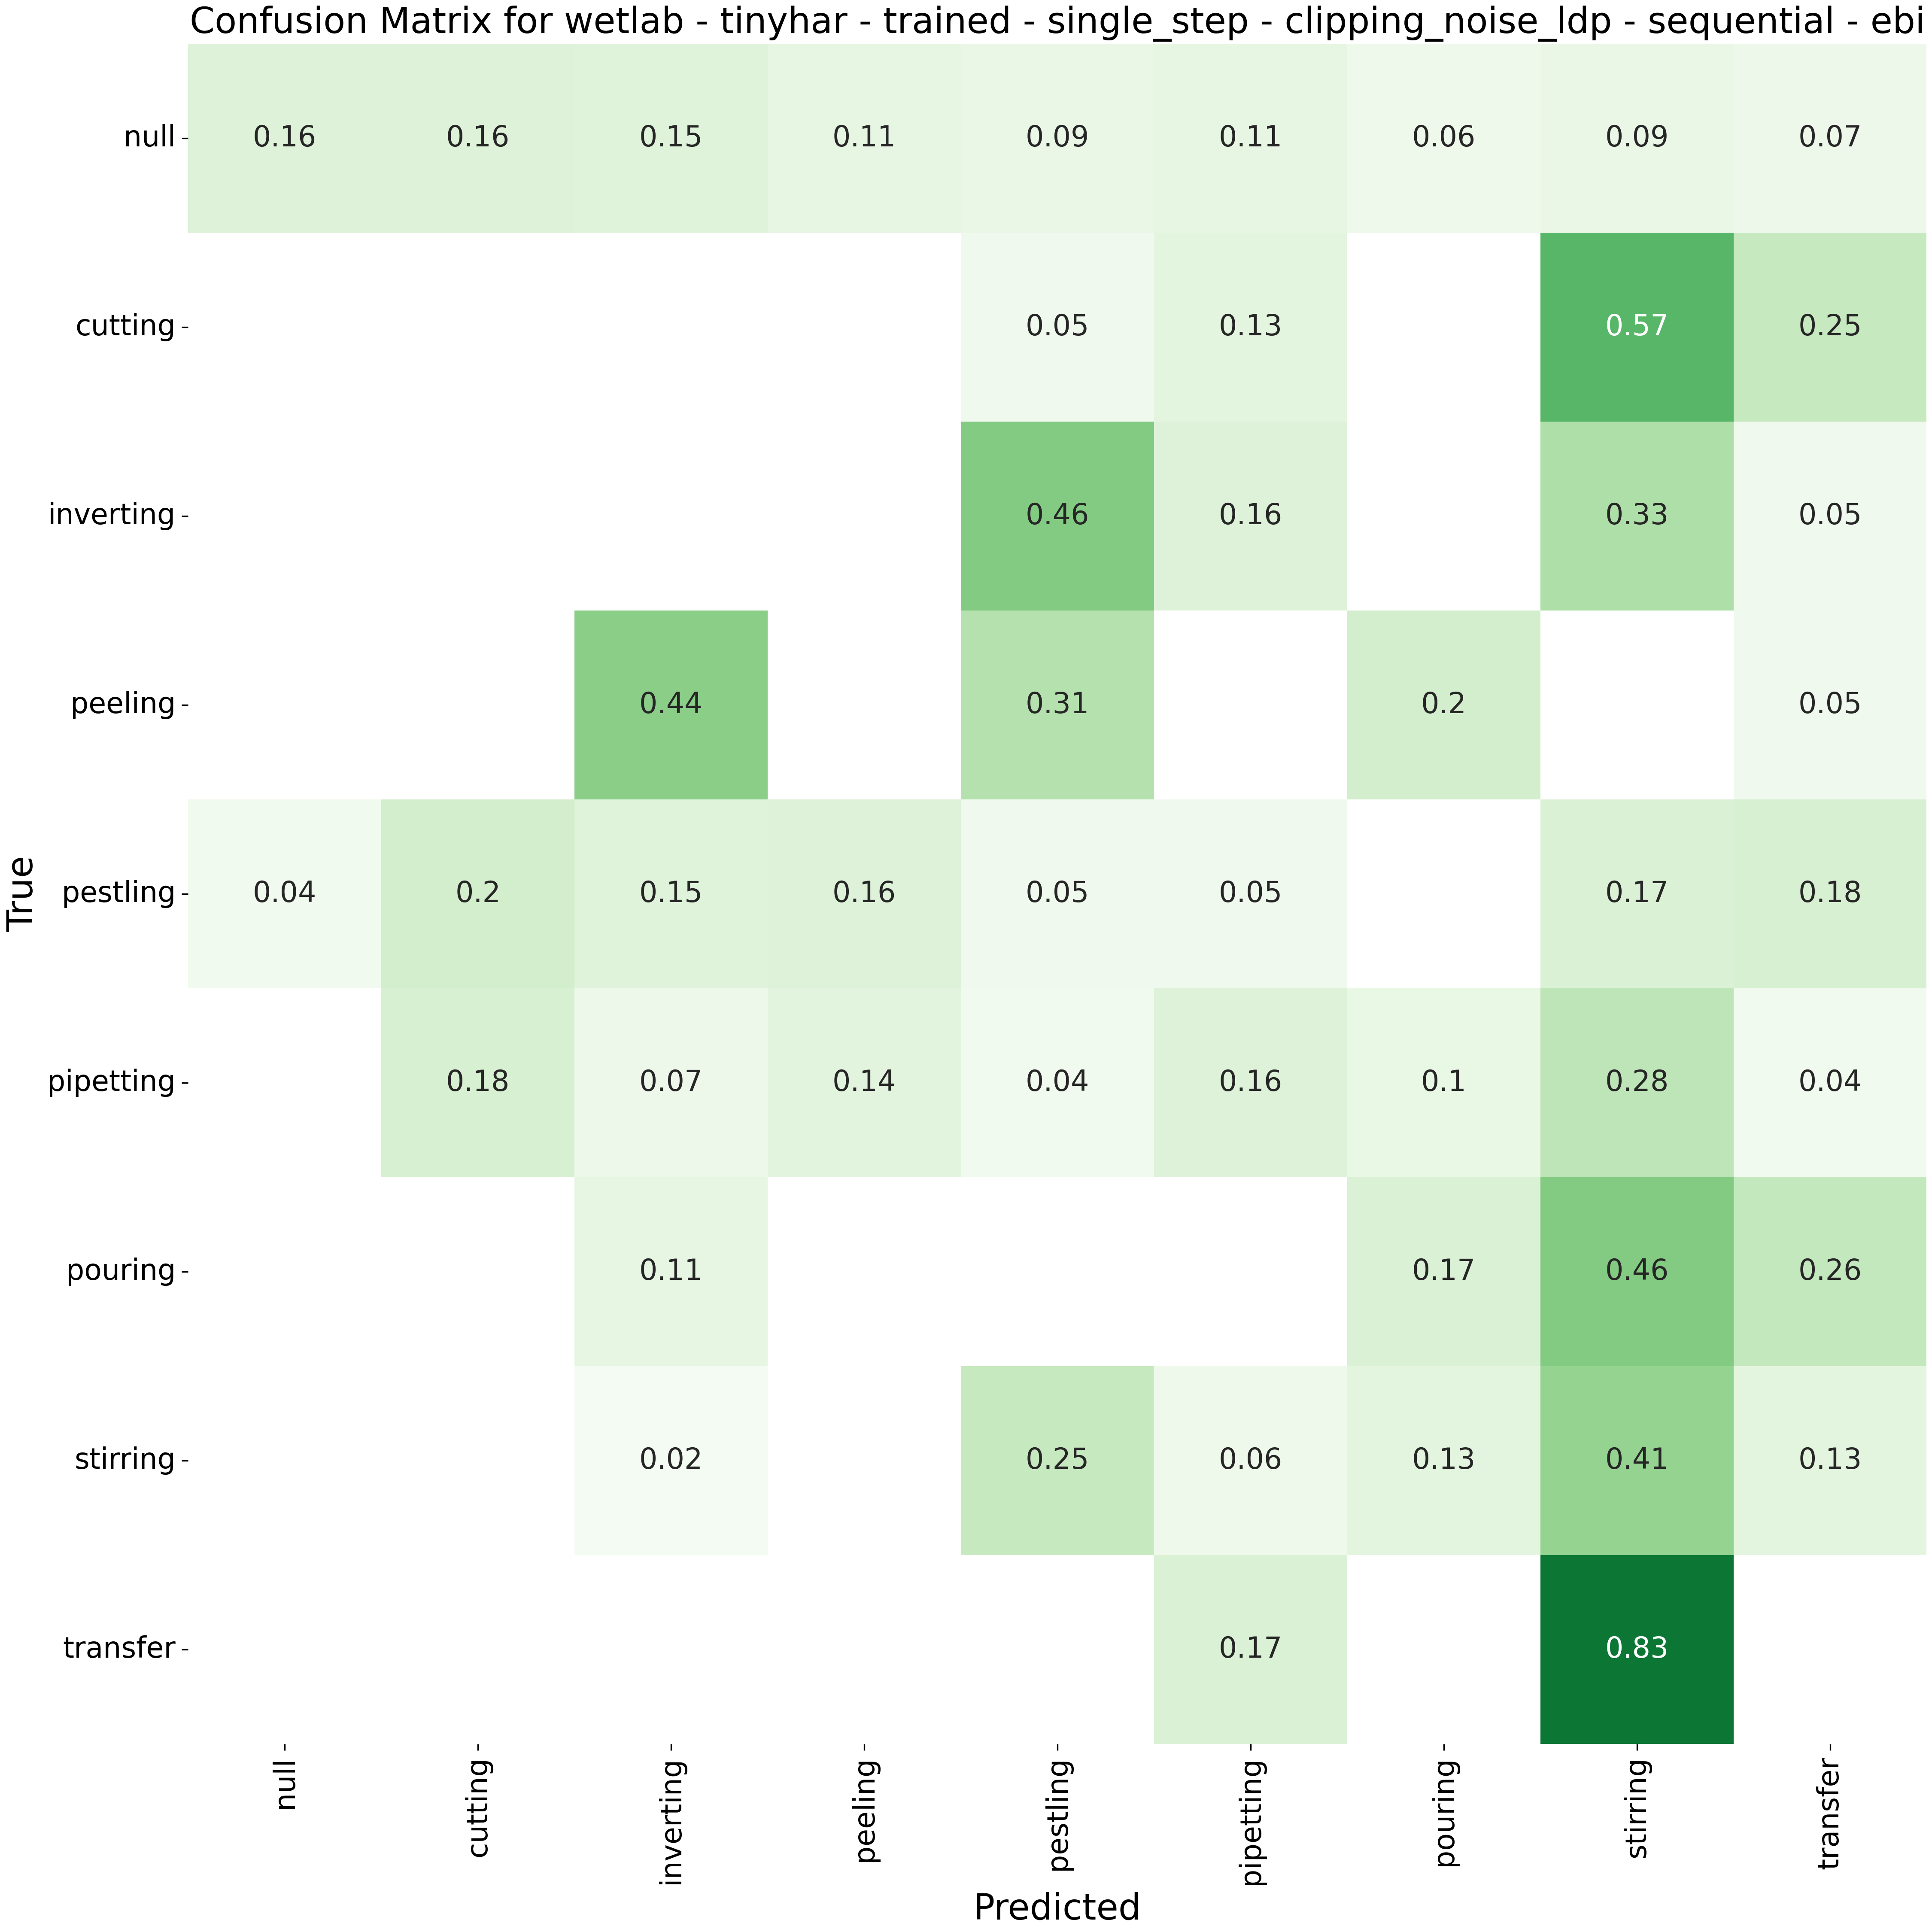 Confusion Matrix for wetlab - tinyhar - trained - single_step - clipping_noise_ldp - sequential - ebi
null 0.16 0.16 0.15 0.11 0.09 0.11 0.06 0.09 0.07
cutting 0.05 0.13 0.57 0.25
inverting 0.46 0.16 0.33 0.05
peeling 0.44 0.31 0.2 0.05
pestling 0.04 0.2 0.15 0.16 0.05 0.05 0.17 0.18
pipetting 0.18 0.07 0.14 0.04 0.16 0.1 0.28 0.04
pouring 0.11 0.17 0.46 0.26
stirring 0.02 0.25 0.06 0.13 0.41 0.13
transfer 0.17 0.83
True
null cutting inverting peeling pestling pipetting pouring stirring transfer
Predicted